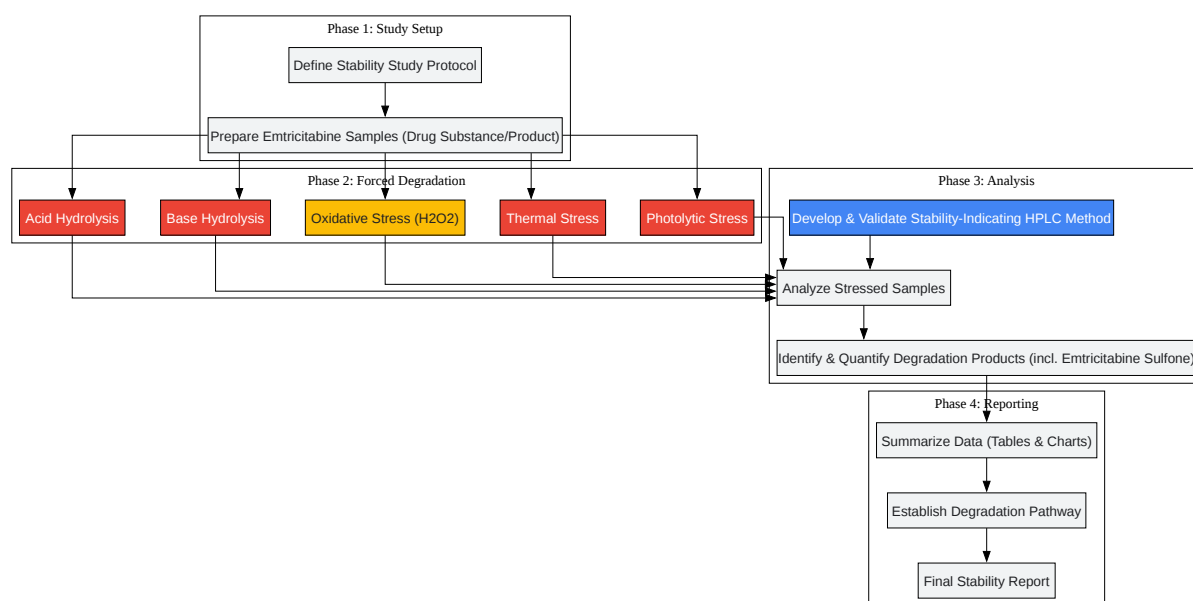 Phase 1: Study Setup
Define Stability Study Protocol
Prepare Emtricitabine Samples (Drug Substance/Product)
Phase 2: Forced Degradation
Acid Hydrolysis
Base Hydrolysis
Oxidative Stress (H2O2)
Thermal Stress
Photolytic Stress
Phase 3: Analysis
Develop & Validate Stability-Indicating HPLC Method
Analyze Stressed Samples
Identify & Quantify Degradation Products (incl. Emtricitabine Sulfone)
Phase 4: Reporting
Summarize Data (Tables & Charts)
Establish Degradation Pathway
Final Stability Report